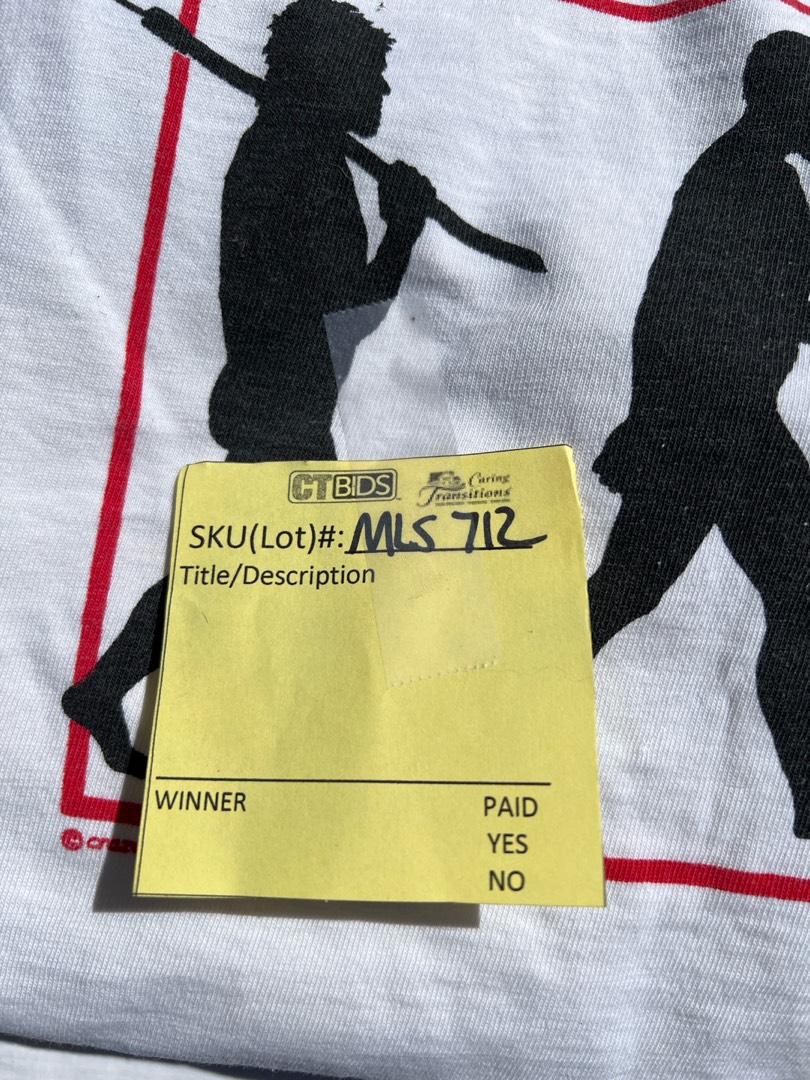 CTBIDS Caring
Transitions
SKU(Lot)#: MLS 712
Title/Description
WINNER PAID
YES
NO
©